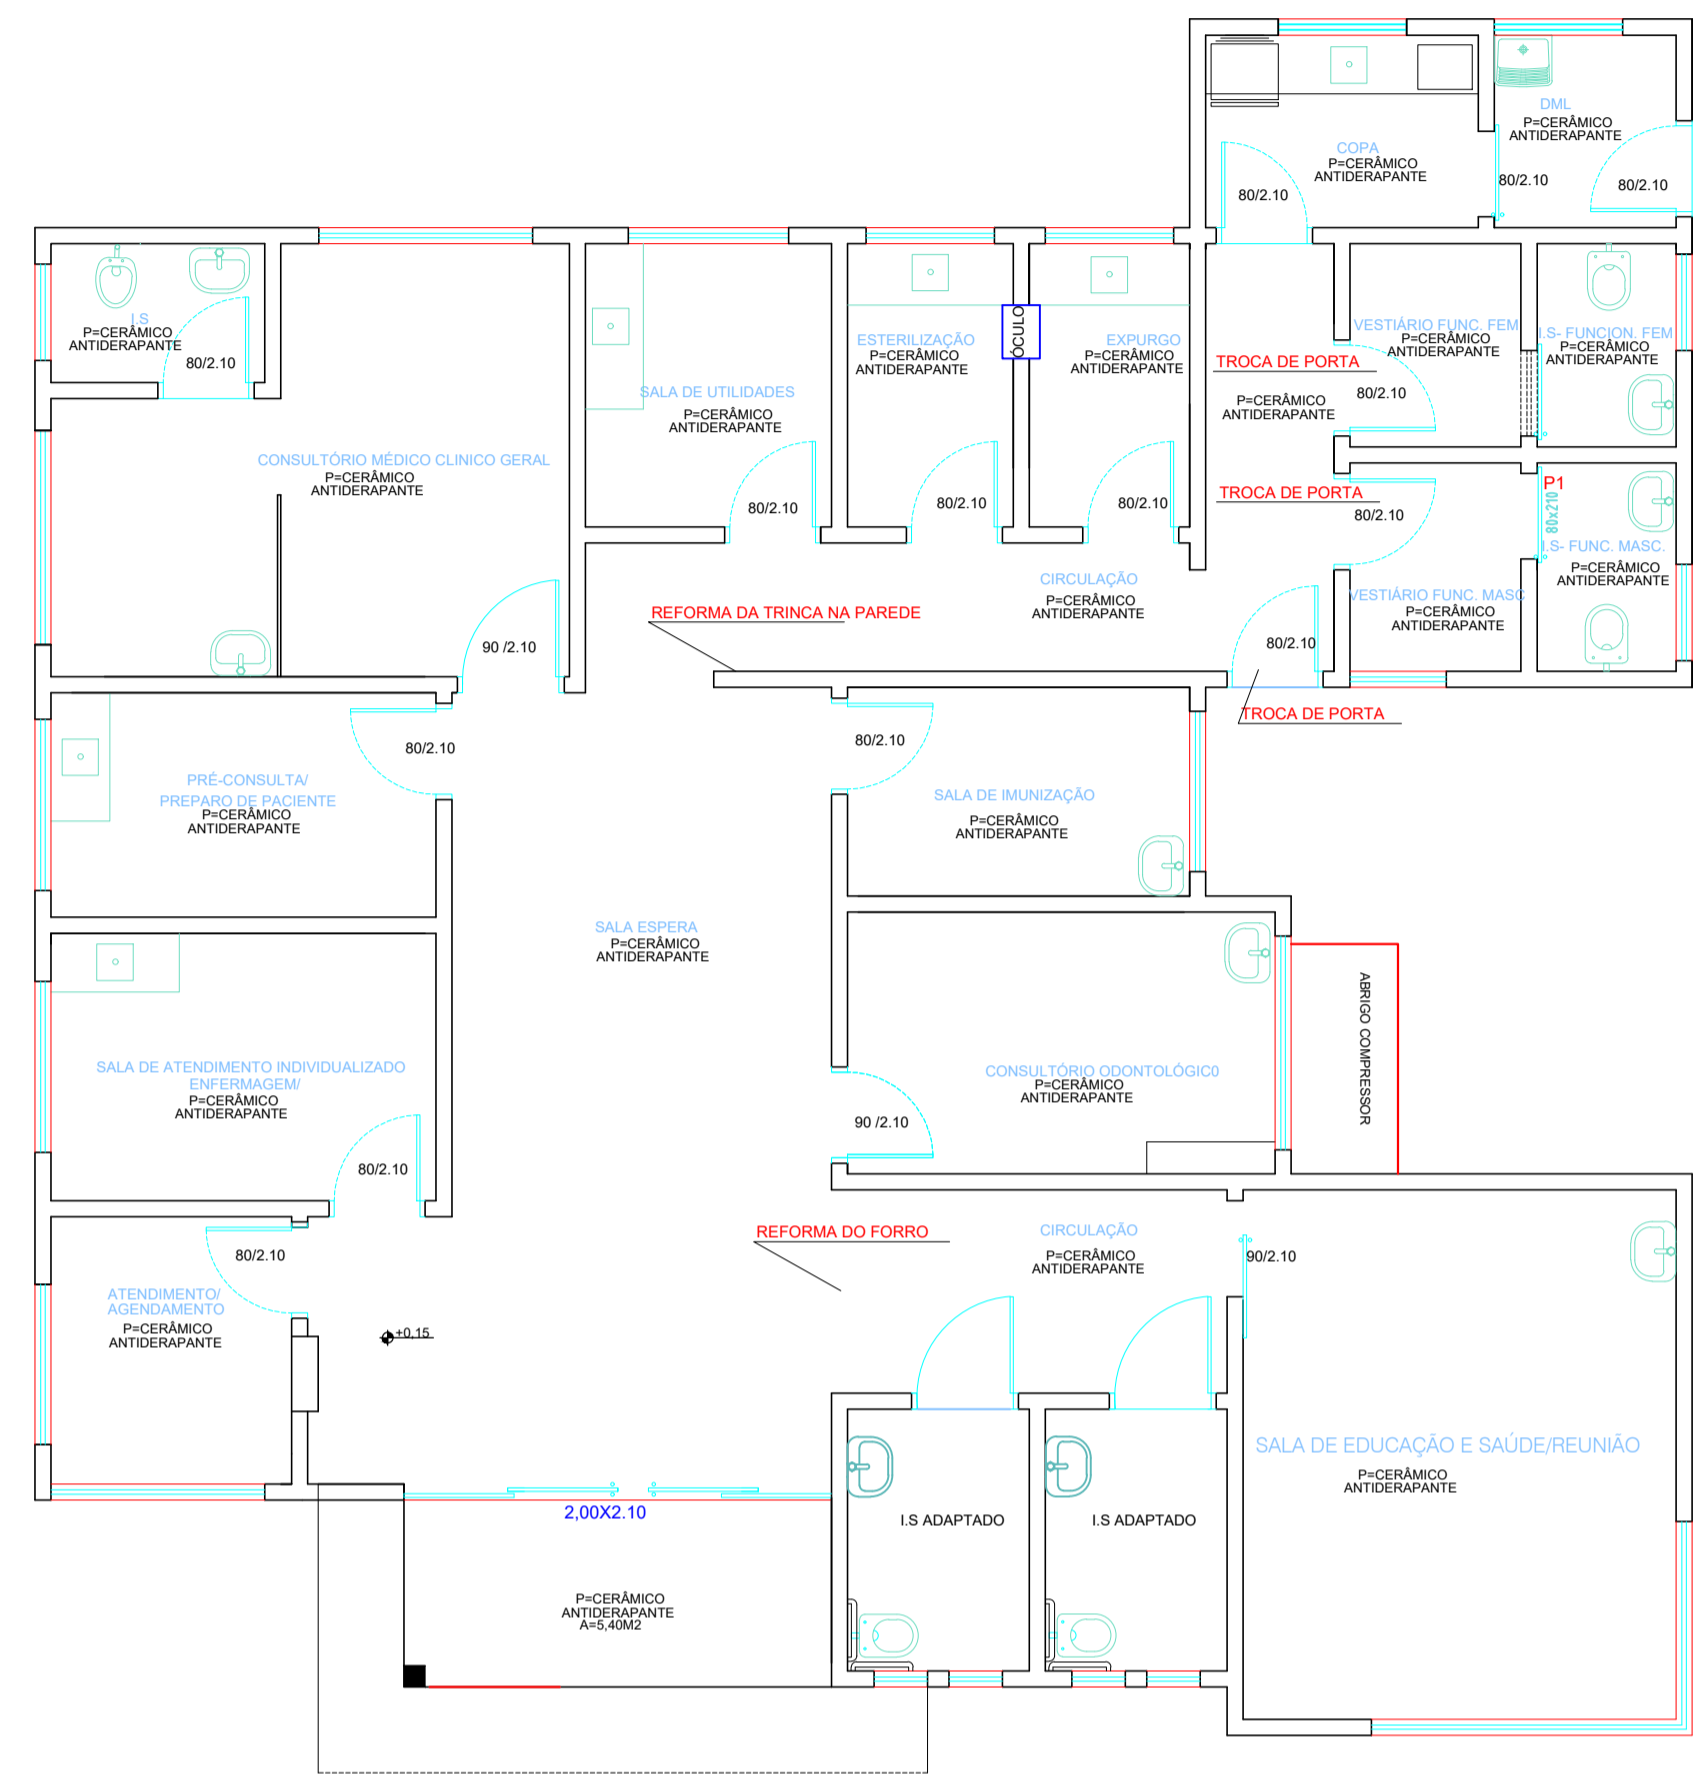 DML
P=CERÂMICO
ANTIDERAPANTE
COPA
P=CERÂMICO
ANTIDERAPANTE
80/2.10
80/2.10
80/2.10
I.S
P=CERÂMICO
ANTIDERAPANTE
80/2.10
CONSULTÓRIO MÉDICO CLINICO GERAL
P=CERÂMICO
ANTIDERAPANTE
90 /2.10
SALA DE UTILIDADES
P=CERÂMICO
ANTIDERAPANTE
80/2.10
ESTERILIZAÇÃO
P=CERÂMICO
ANTIDERAPANTE
80/2.10
ÓCULO
EXPURGO
P=CERÂMICO
ANTIDERAPANTE
80/2.10
TROCA DE PORTA
P=CERÂMICO
ANTIDERAPANTE
TROCA DE PORTA
VESTIÁRIO FUNC. FEM
P=CERÂMICO
ANTIDERAPANTE
80/2.10
I.S- FUNCION. FEM
P=CERÂMICO
ANTIDERAPANTE
80/2.10
P1
80x210
I.S- FUNC. MASC.
P=CERÂMICO
ANTIDERAPANTE
VESTIÁRIO FUNC. MASC
P=CERÂMICO
ANTIDERAPANTE
CIRCULAÇÃO
P=CERÂMICO
ANTIDERAPANTE
REFORMA DA TRINCA NA PAREDE
80/2.10
TROCA DE PORTA
PRÉ-CONSULTA/
PREPARO DE PACIENTE
P=CERÂMICO
ANTIDERAPANTE
80/2.10
80/2.10
SALA DE IMUNIZAÇÃO
P=CERÂMICO
ANTIDERAPANTE
SALA ESPERA
P=CERÂMICO
ANTIDERAPANTE
ABRIGO COMPRESSOR
SALA DE ATENDIMENTO INDIVIDUALIZADO
ENFERMAGEM/
P=CERÂMICO
ANTIDERAPANTE
80/2.10
CONSULTÓRIO ODONTOLÓGIC0
P=CERÂMICO
ANTIDERAPANTE
90 /2.10
REFORMA DO FORRO
CIRCULAÇÃO
P=CERÂMICO
ANTIDERAPANTE
90/2.10
80/2.10
ATENDIMENTO/
AGENDAMENTO
P=CERÂMICO
ANTIDERAPANTE
+0,15
SALA DE EDUCAÇÃO E SAÚDE/REUNIÃO
P=CERÂMICO
ANTIDERAPANTE
2,00X2.10
I.S ADAPTADO
I.S ADAPTADO
P=CERÂMICO
ANTIDERAPANTE
A=5,40M2